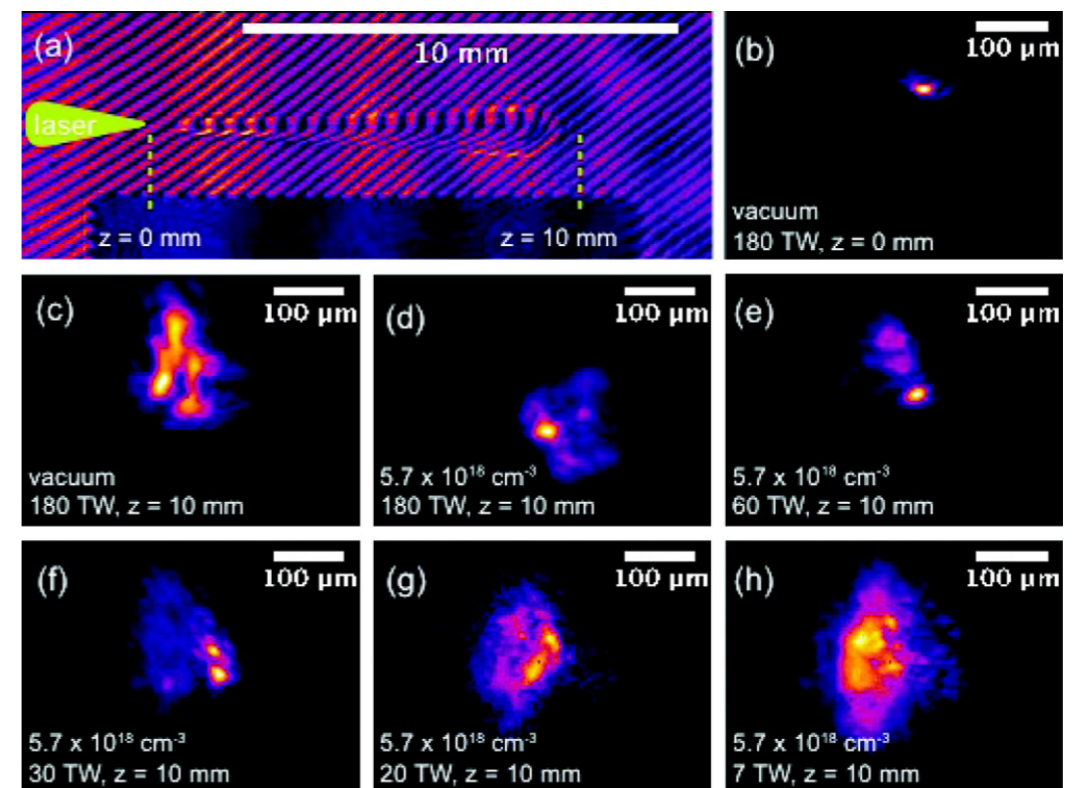 (a)
10 mm
laser
z = 0 mm
z = 10 mm
(b)
100 μm
vacuum
180 TW, z = 0 mm
(c)
100 μm
vacuum
180 TW, z = 10 mm
(d)
100 μm
5.7 x 10¹⁸ cm⁻³
180 TW, z = 10 mm
(e)
100 μm
5.7 x 10¹⁸ cm⁻³
60 TW, z = 10 mm
(f)
100 μm
5.7 x 10¹⁸ cm⁻³
30 TW, z = 10 mm
(g)
100 μm
5.7 x 10¹⁸ cm⁻³
20 TW, z = 10 mm
(h)
100 μm
5.7 x 10¹⁸ cm⁻³
7 TW, z = 10 mm